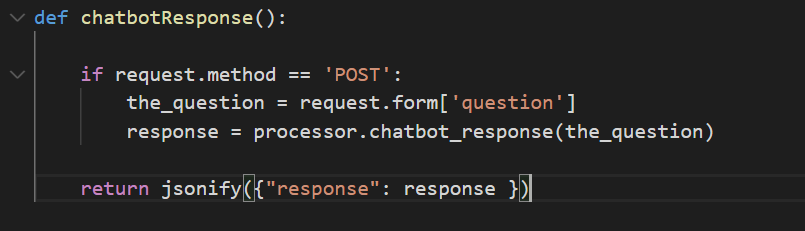 def chatbotResponse():
if request.method == 'POST':
the_question = request.form['question']
response = processor.chatbot_response(the_question)
return jsonify({"response": response })